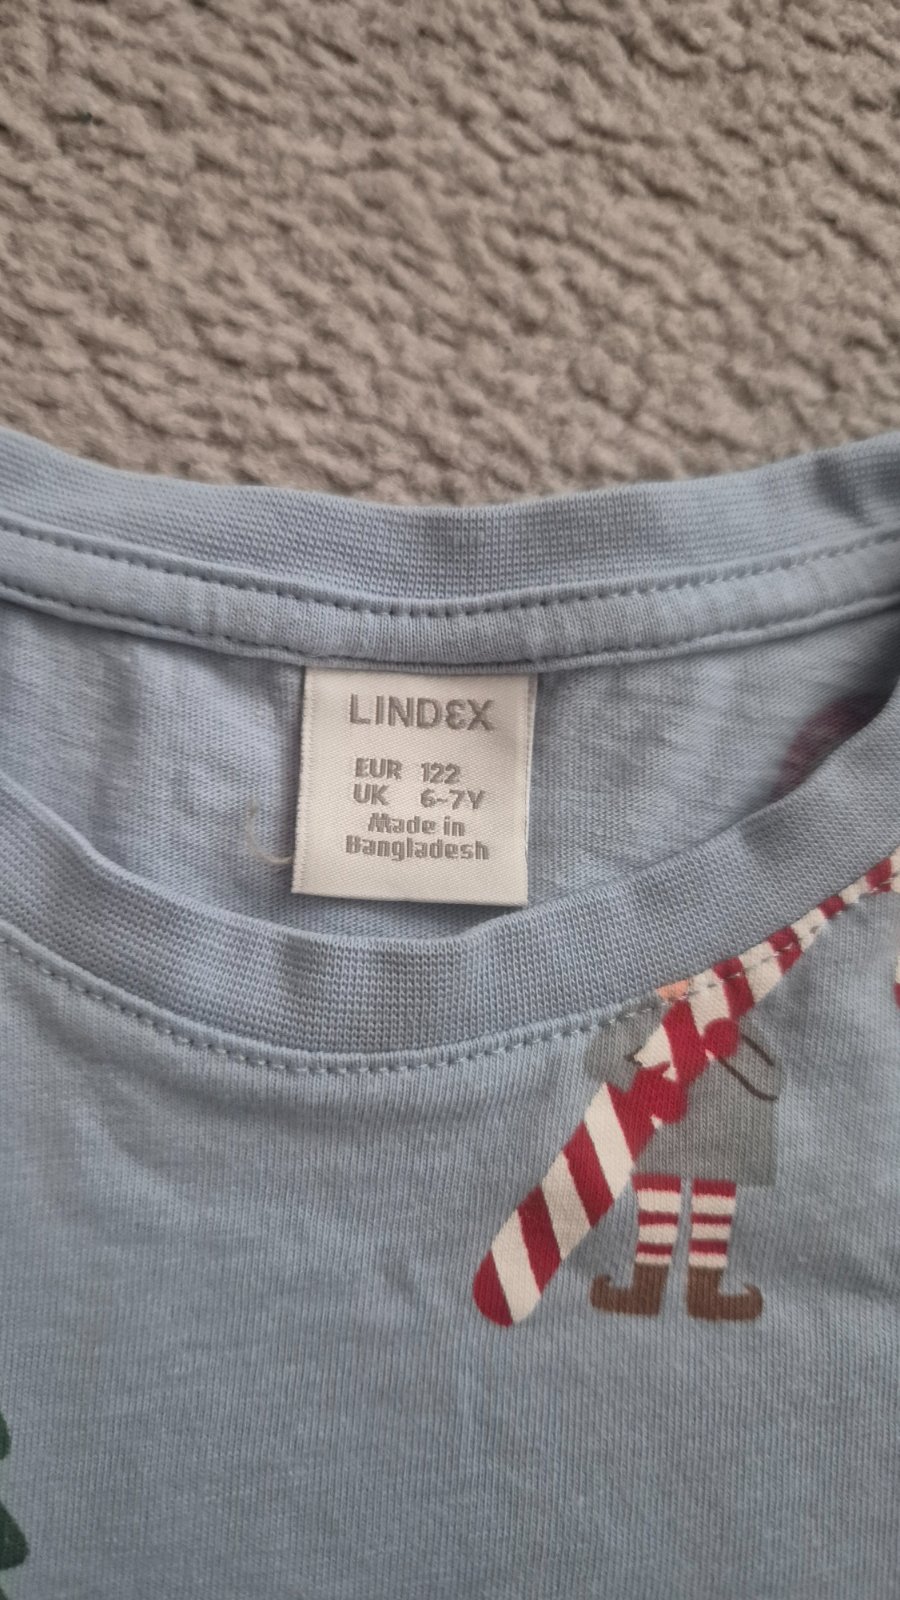 LINDEX
EUR 122
UK 6-7Y
Made in
Bangladesh